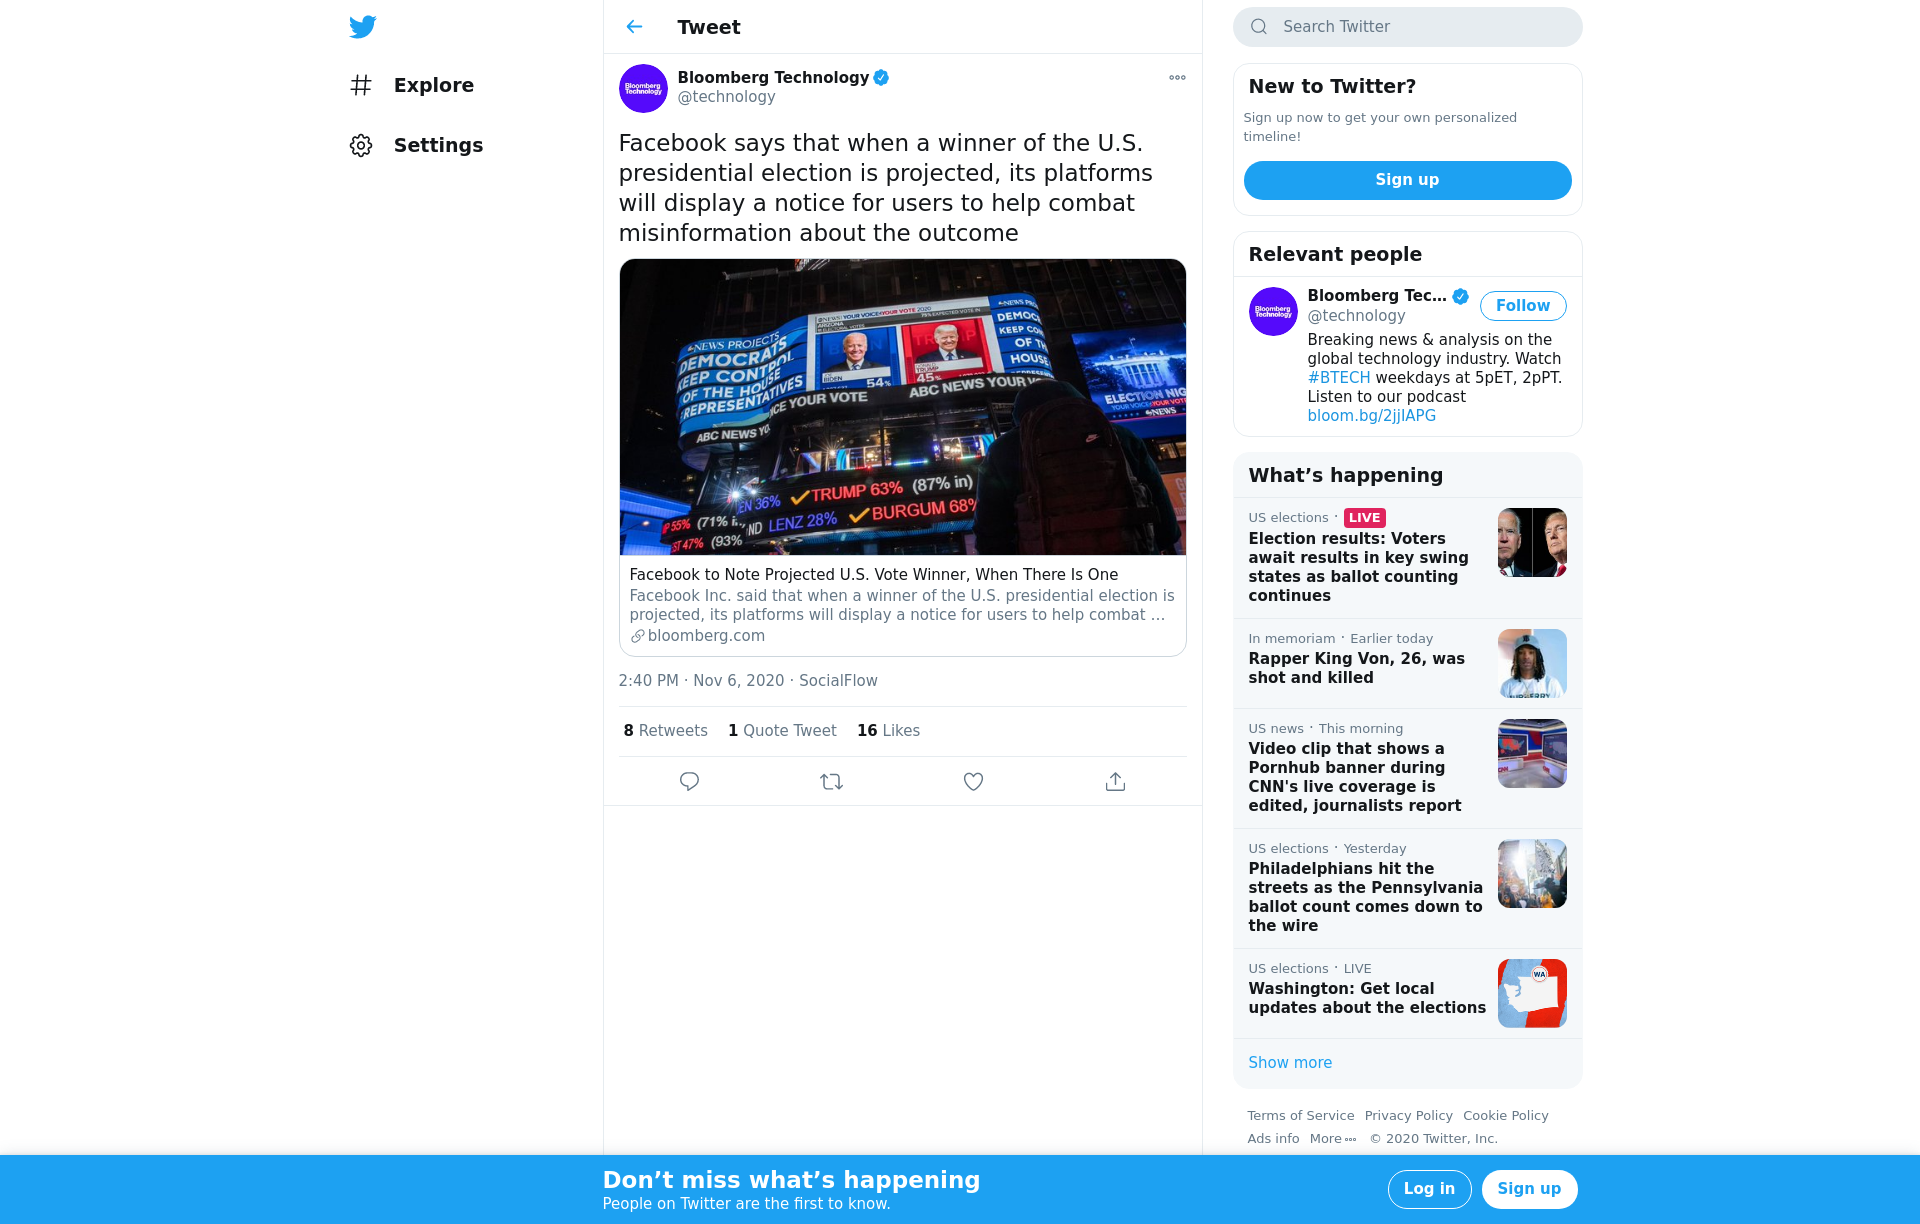 Explore
Settings
Tweet
Bloomberg Technology
@technology
Facebook says that when a winner of the U.S.
presidential election is projected, its platforms
will display a notice for users to help combat
misinformation about the outcome
NEWS PROJECTS
DEMOCRATS
KEEP CONTROL
OF THE HOUSE
REPRESENTATIVES
YOUR VOICE YOUR VOTE 2020
ARIZONA
BIDEN
54%
TRUMP
45%
ABC NEWS
ELECTION
NEWS
36% ✓TRUMP 63% (87% in)
LENZ 28% ✓BURGUM 68%
55% (71%
47% (93%
Facebook to Note Projected U.S. Vote Winner, When There Is One
Facebook Inc. said that when a winner of the U.S. presidential election is
projected, its platforms will display a notice for users to help combat ...
bloomberg.com
2:40 PM · Nov 6, 2020 · SocialFlow
8 Retweets 1 Quote Tweet 16 Likes
Search Twitter
New to Twitter?
Sign up now to get your own personalized
timeline!
Sign up
Relevant people
Bloomberg Tec...
@technology
Follow
Breaking news & analysis on the
global technology industry. Watch
#BTECH weekdays at 5pET, 2pPT.
Listen to our podcast
bloom.bg/2jjIAPG
What’s happening
US elections · LIVE
Election results: Voters
await results in key swing
states as ballot counting
continues
In memoriam · Earlier today
Rapper King Von, 26, was
shot and killed
US news · This morning
Video clip that shows a
Pornhub banner during
CNN's live coverage is
edited, journalists report
US elections · Yesterday
Philadelphians hit the
streets as the Pennsylvania
ballot count comes down to
the wire
US elections · LIVE
Washington: Get local
updates about the elections
WA
Show more
Terms of Service Privacy Policy Cookie Policy
Ads info More © 2020 Twitter, Inc.
Don’t miss what’s happening
People on Twitter are the first to know.
Log in
Sign up